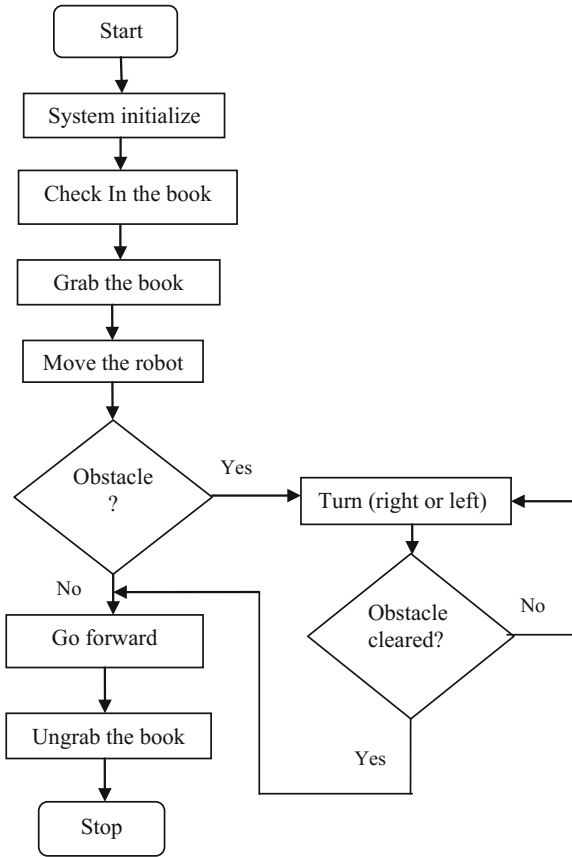 Start
System initialize
Check In the book
Grab the book
Move the robot
Obstacle
?
Yes
Turn (right or left)
No
Obstacle
cleared?
No
Go forward
Yes
Ungrab the book
Stop